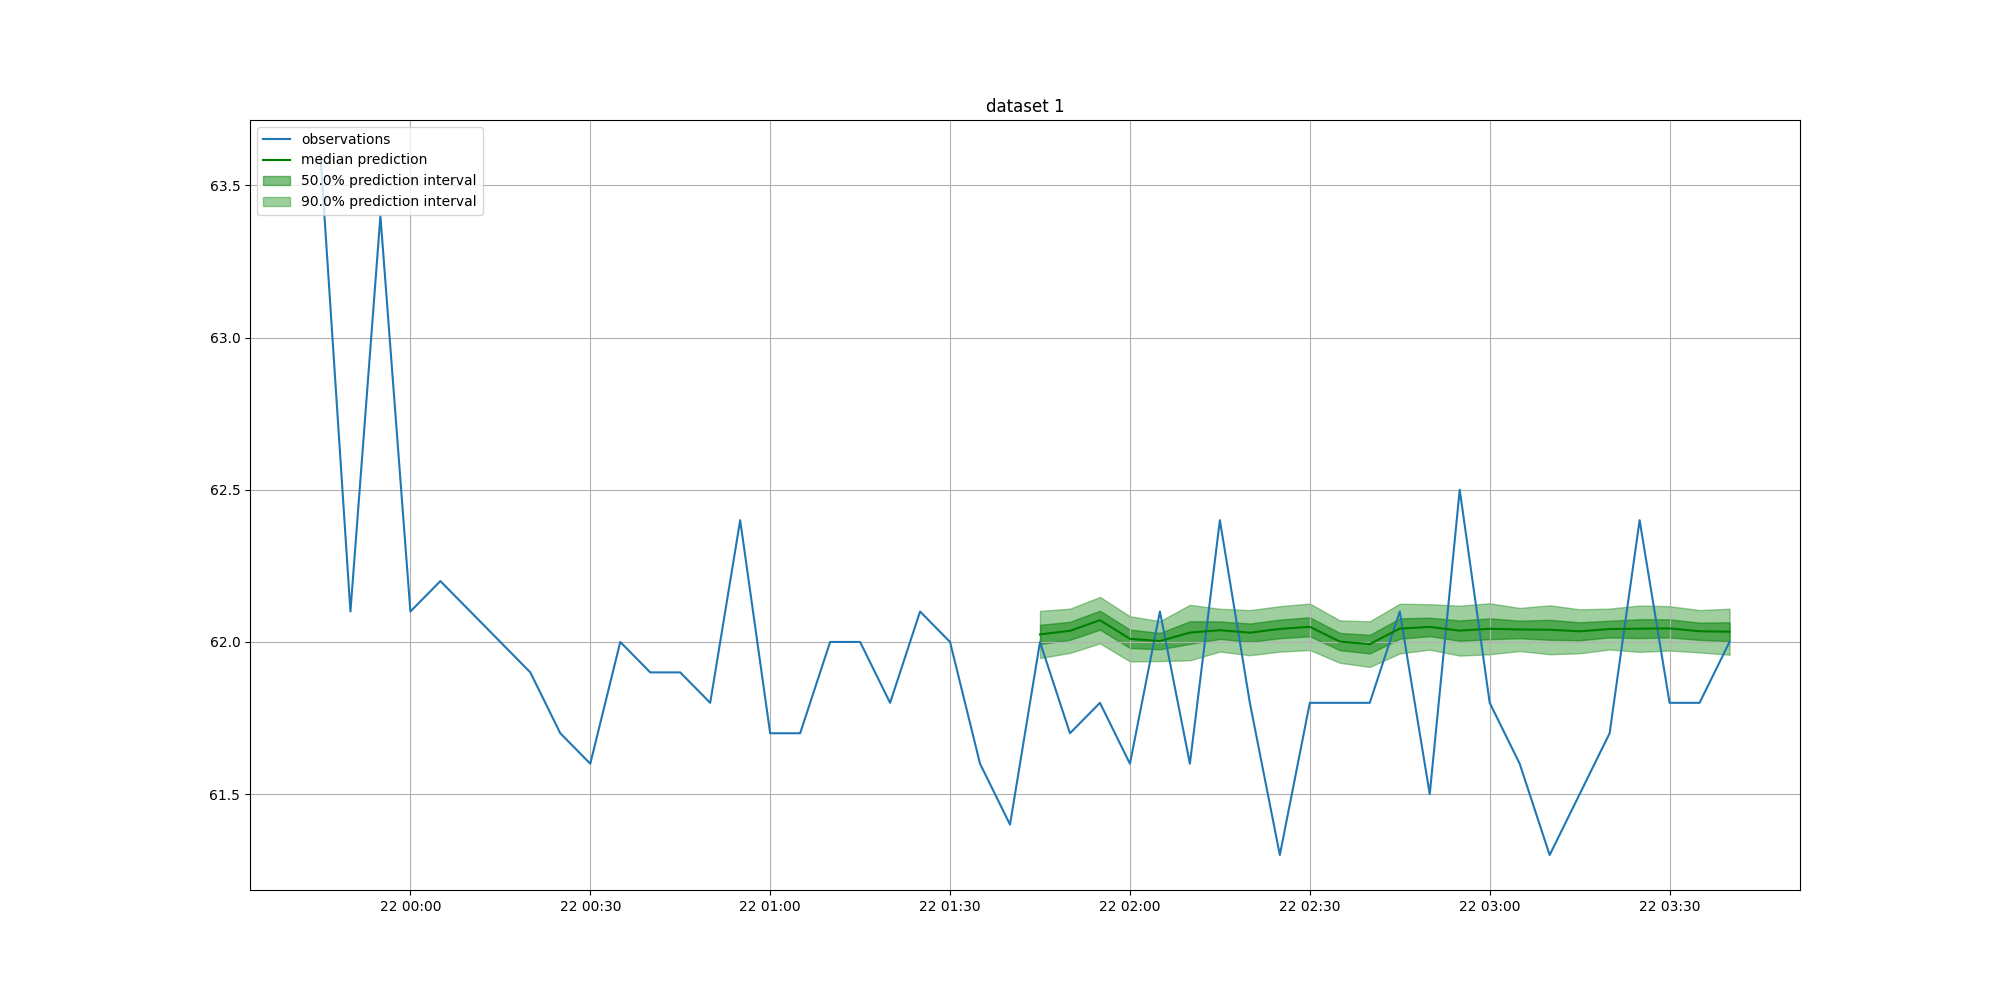 dataset 1
observations
median prediction
50.0% prediction interval
90.0% prediction interval
63.5
63.0
62.5
62.0
61.5
22 00:00
22 00:30
22 01:00
22 01:30
22 02:00
22 02:30
22 03:00
22 03:30